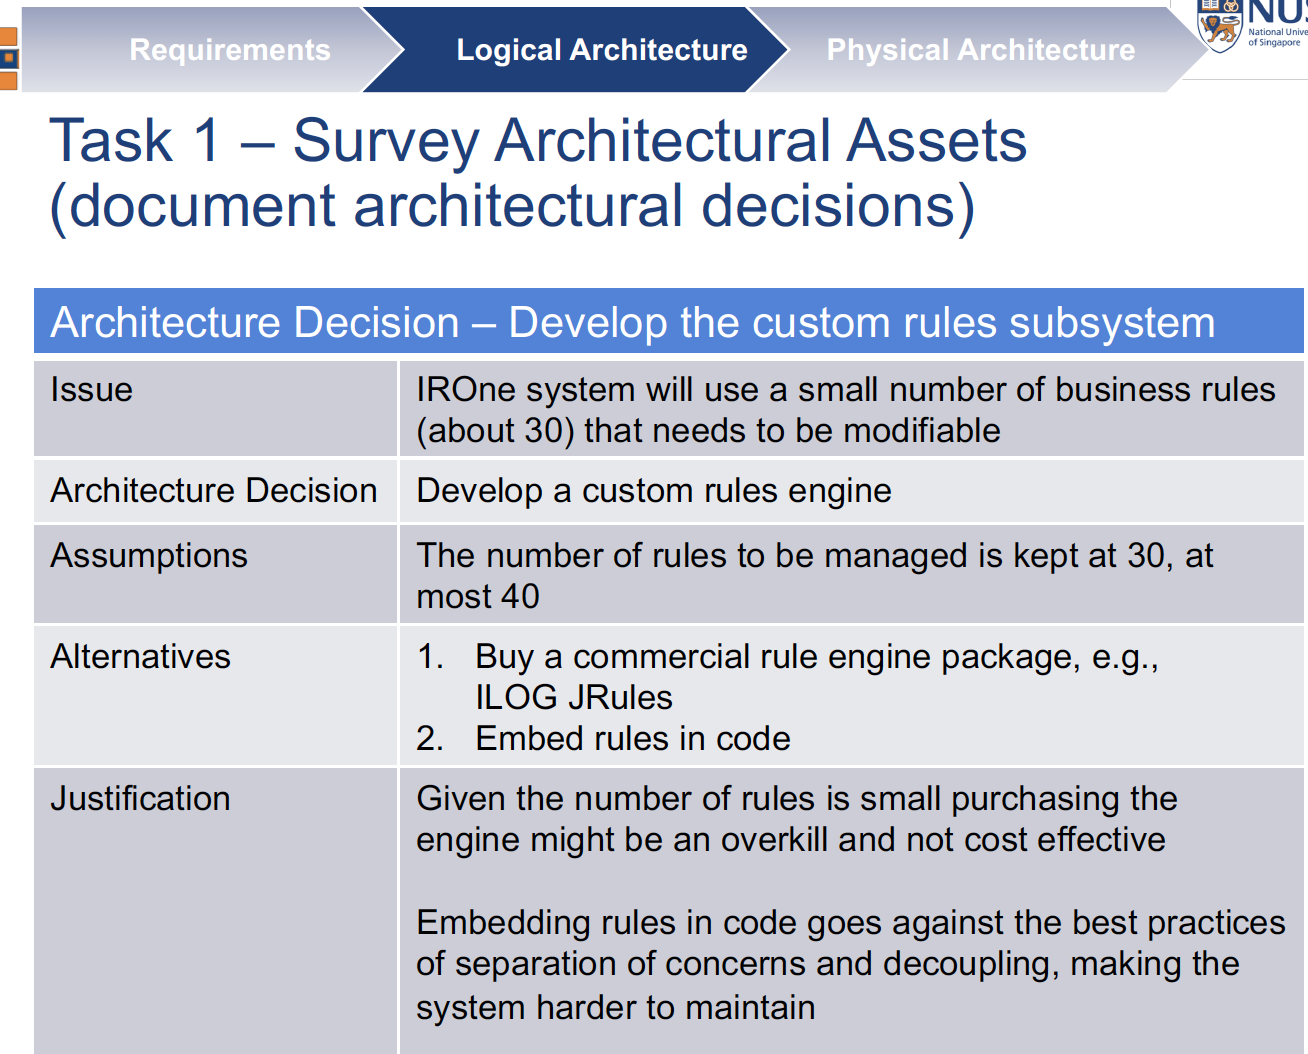 Requirements
Logical Architecture
Physical Architecture
NUS
National Unive
of Singapore
Task 1 – Survey Architectural Assets
(document architectural decisions)
Architecture Decision – Develop the custom rules subsystem
Issue
IROne system will use a small number of business rules
(about 30) that needs to be modifiable
Architecture Decision
Develop a custom rules engine
Assumptions
The number of rules to be managed is kept at 30, at
most 40
Alternatives
1. Buy a commercial rule engine package, e.g.,
ILOG JRules
2. Embed rules in code
Justification
Given the number of rules is small purchasing the
engine might be an overkill and not cost effective
Embedding rules in code goes against the best practices
of separation of concerns and decoupling, making the
system harder to maintain